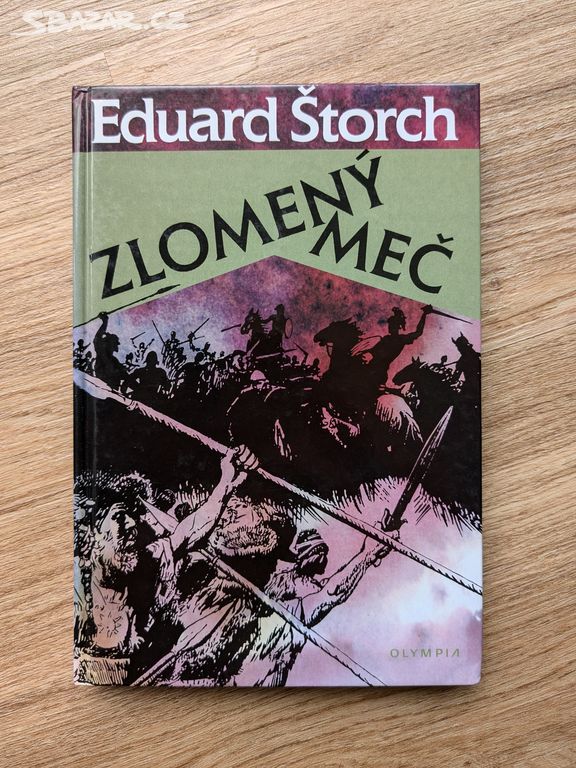 SBAZAR.CZ
Eduard Štorch
ZLOMENÝ
MEČ
OLYMPIA